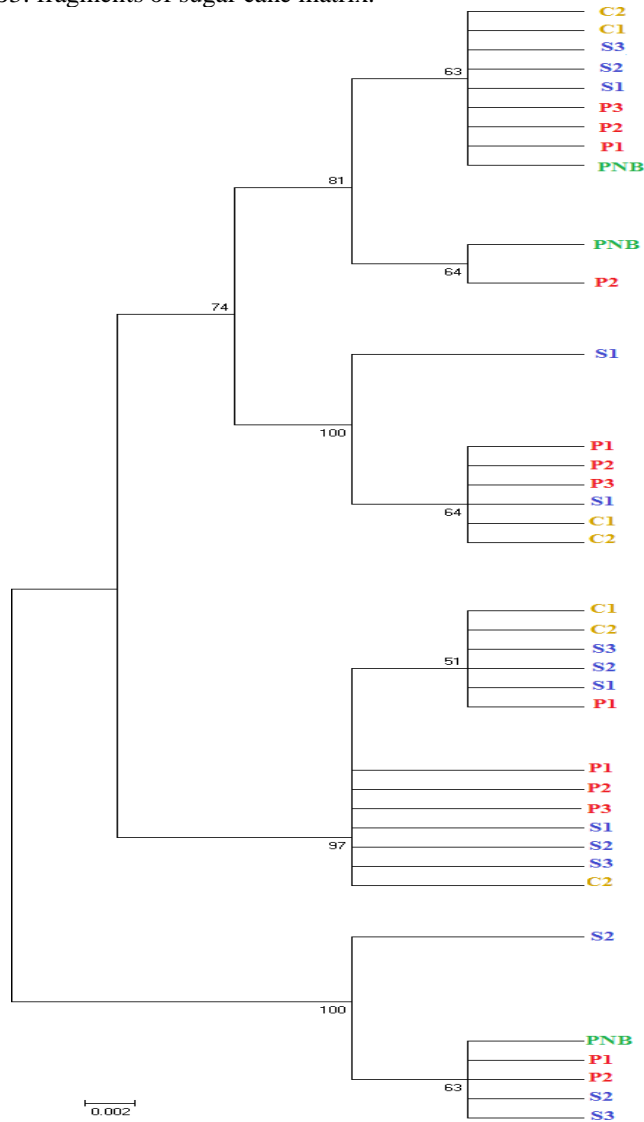 fragments of sugar cane matrix.
C2
C1
S3
63
S2
S1
P3
P2
P1
PNB
81
PNB
64
P2
74
S1
100
P1
P2
P3
S1
64
C1
C2
C1
C2
S3
51
S2
S1
P1
P1
P2
P3
S1
97
S2
S3
C2
S2
100
PNB
P1
P2
63
S2
S3
0.002